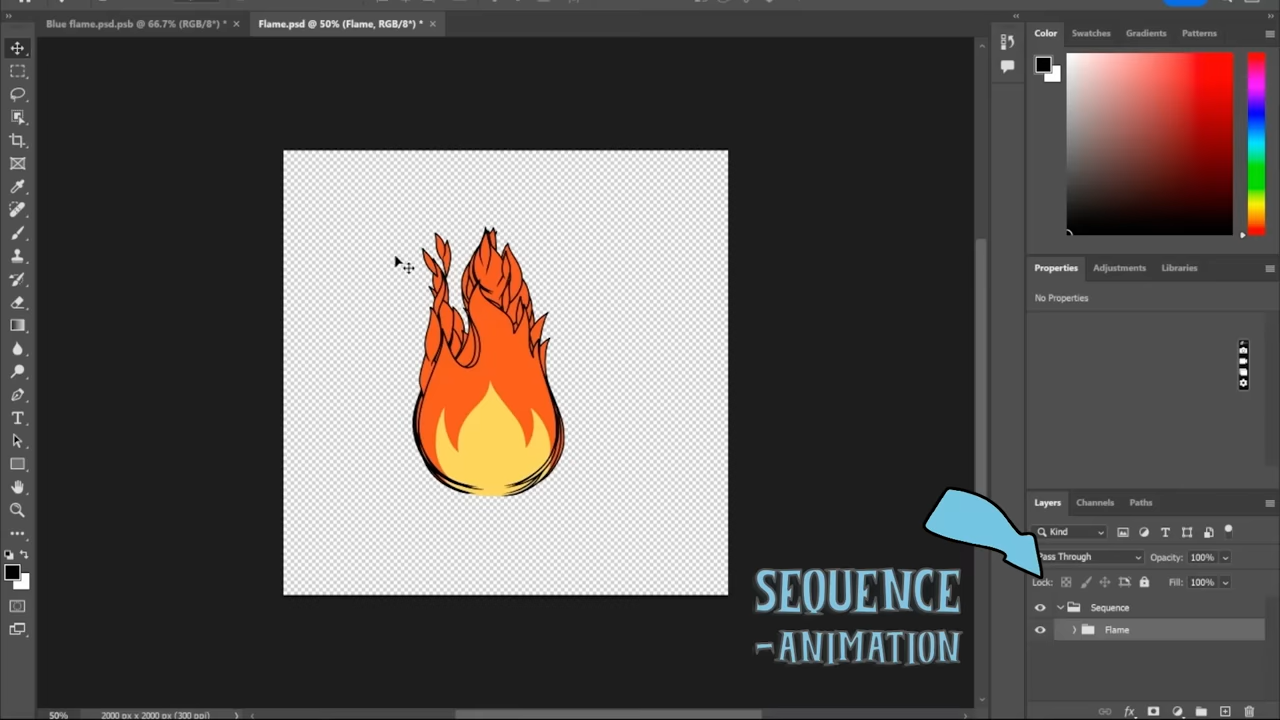 Blue flame.psd.psb @ 66.7% (RGB/8*) * ×
Flame.psd @ 50% (Flame, RGB/8*) * ×
Color Swatches Gradients Patterns
Properties Adjustments Libraries
No Properties
Layers Channels Paths
Kind
Pass Through Opacity: 100%
Lock: Fill: 100%
Sequence
Flame
SEQUENCE
-ANIMATION
50% 2000 px x 2000 px (300 ppi)
T
fx